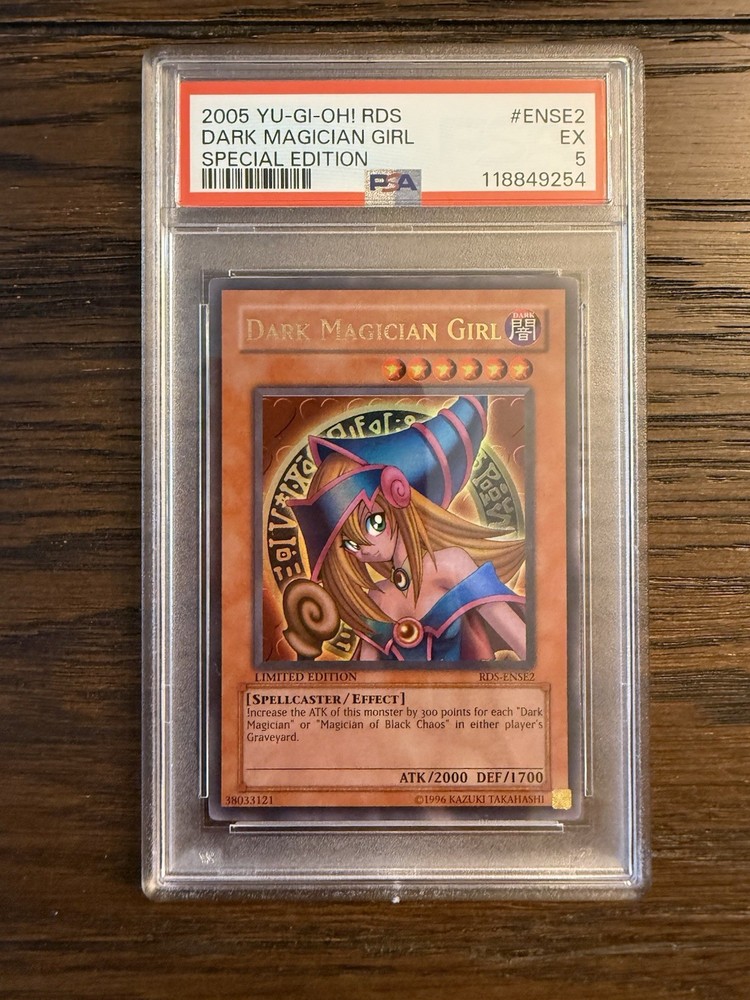 2005 YU-GI-OH! RDS #ENSE2
DARK MAGICIAN GIRL EX
SPECIAL EDITION 5
PSA 118849254
DARK MAGICIAN GIRL
DARK
闇
LIMITED EDITION RDS-ENSE2
[SPELLCASTER/EFFECT]
Increase the ATK of this monster by 300 points for each "Dark
Magician" or "Magician of Black Chaos" in either player's
Graveyard.
ATK/2000 DEF/1700
38033121 ©1996 KAZUKI TAKAHASHI